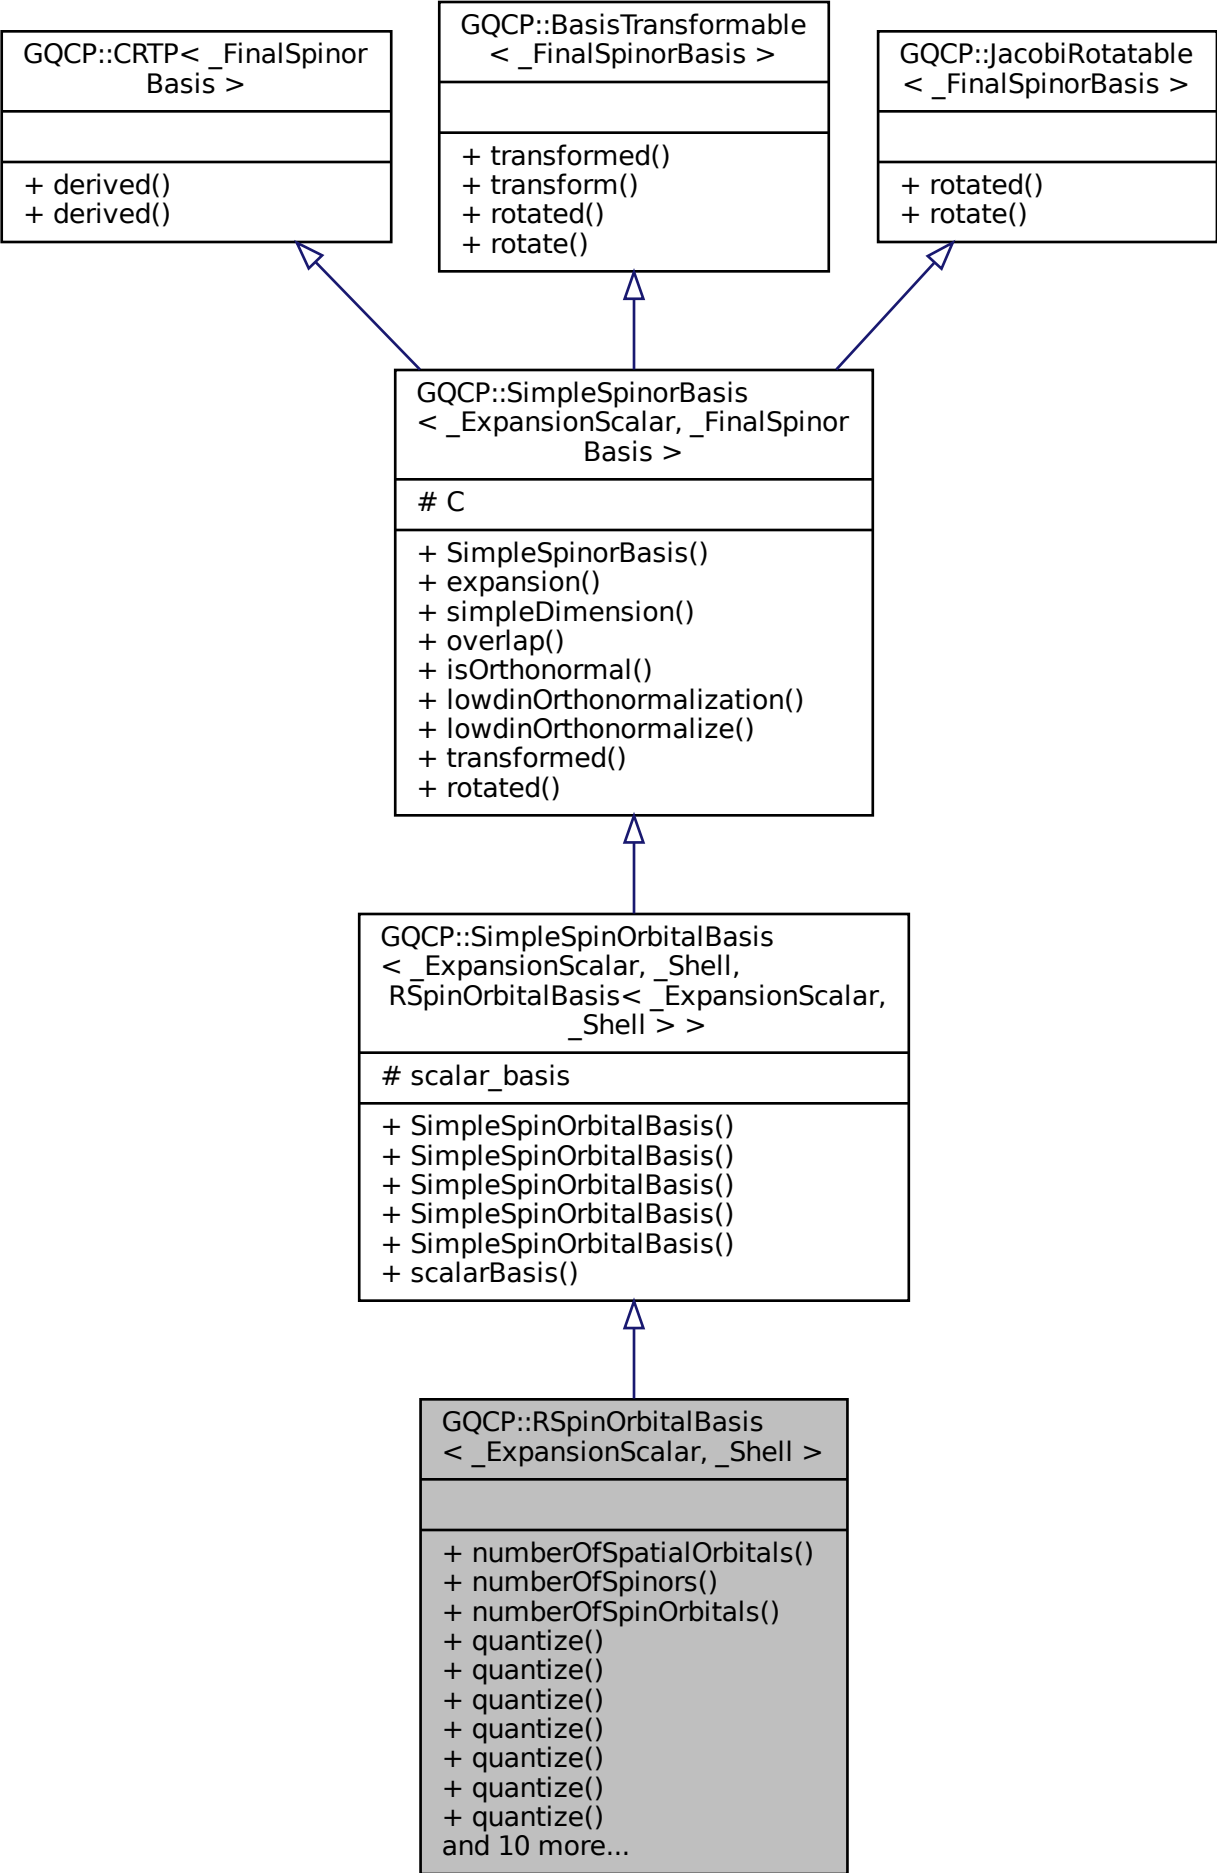 GQCP::CRTP< _FinalSpinor
Basis >
+ derived()
+ derived()
GQCP::BasisTransformable
< _FinalSpinorBasis >
+ transformed()
+ transform()
+ rotated()
+ rotate()
GQCP::JacobiRotatable
< _FinalSpinorBasis >
+ rotated()
+ rotate()
GQCP::SimpleSpinorBasis
< _ExpansionScalar, _FinalSpinor
Basis >
# C
+ SimpleSpinorBasis()
+ expansion()
+ simpleDimension()
+ overlap()
+ isOrthonormal()
+ lowdinOrthonormalization()
+ lowdinOrthonormalize()
+ transformed()
+ rotated()
GQCP::SimpleSpinOrbitalBasis
< _ExpansionScalar, _Shell,
RSpinOrbitalBasis< _ExpansionScalar,
_Shell > >
# scalar_basis
+ SimpleSpinOrbitalBasis()
+ SimpleSpinOrbitalBasis()
+ SimpleSpinOrbitalBasis()
+ SimpleSpinOrbitalBasis()
+ SimpleSpinOrbitalBasis()
+ scalarBasis()
GQCP::RSpinOrbitalBasis
< _ExpansionScalar, _Shell >
+ numberOfSpatialOrbitals()
+ numberOfSpinors()
+ numberOfSpinOrbitals()
+ quantize()
+ quantize()
+ quantize()
+ quantize()
+ quantize()
+ quantize()
+ quantize()
and 10 more...